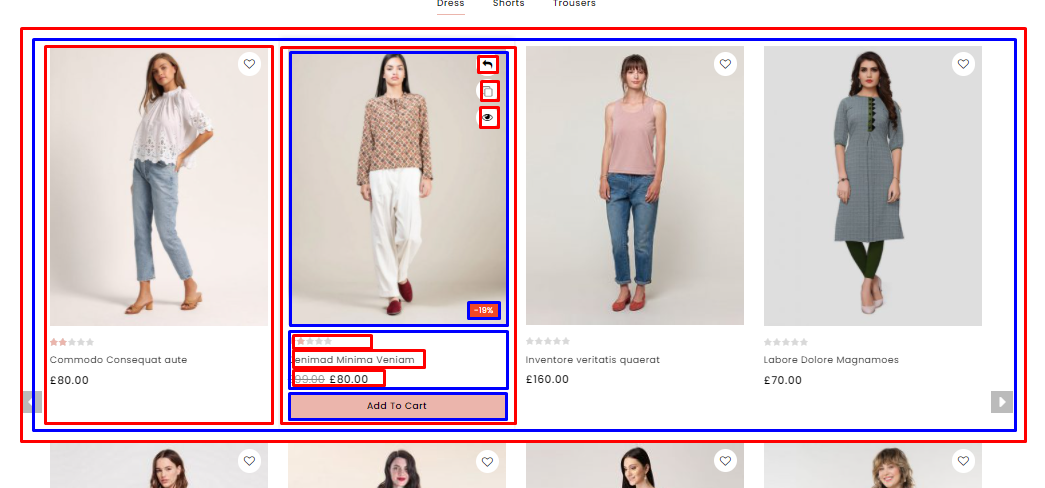 Dress Shorts Trousers
-19%
Commodo Consequat aute
enimad Minima Veniam
Inventore veritatis quaerat
Labore Dolore Magnamoes
£80.00
99.00 £80.00
£160.00
£70.00
Add To Cart